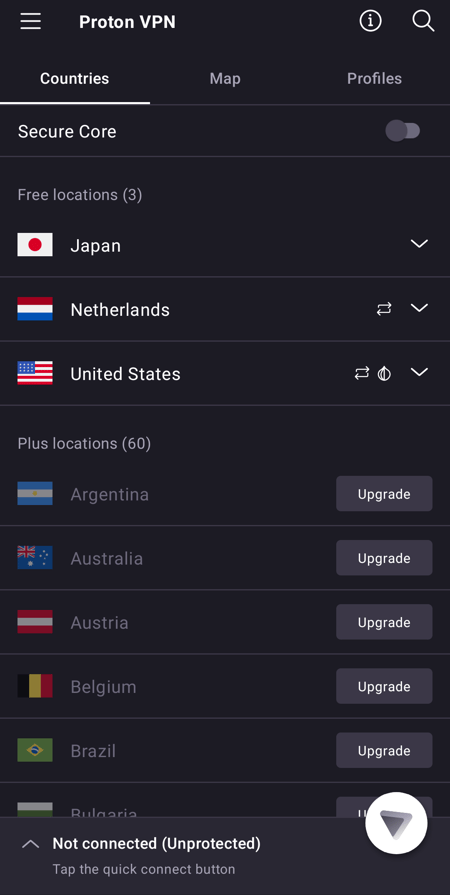 Proton VPN
Countries Map Profiles
Secure Core
Free locations (3)
Japan
Netherlands
United States
Plus locations (60)
Argentina Upgrade
Australia Upgrade
Austria Upgrade
Belgium Upgrade
Brazil Upgrade
Bulgaria
Not connected (Unprotected)
Tap the quick connect button